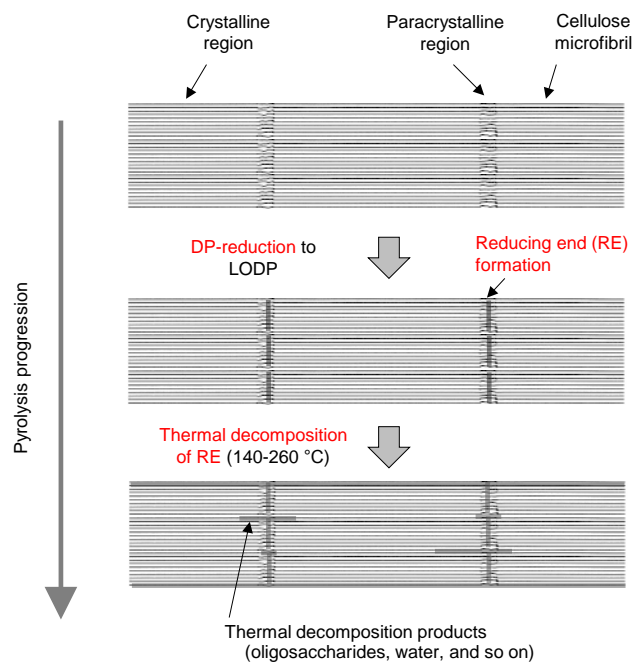 Crystalline
region
Paracrystalline
region
Cellulose
microfibril
DP-reduction to
LODP
Reducing end (RE)
formation
Pyrolysis progression
Thermal decomposition
of RE (140-260 °C)
Thermal decomposition products
(oligosaccharides, water, and so on)